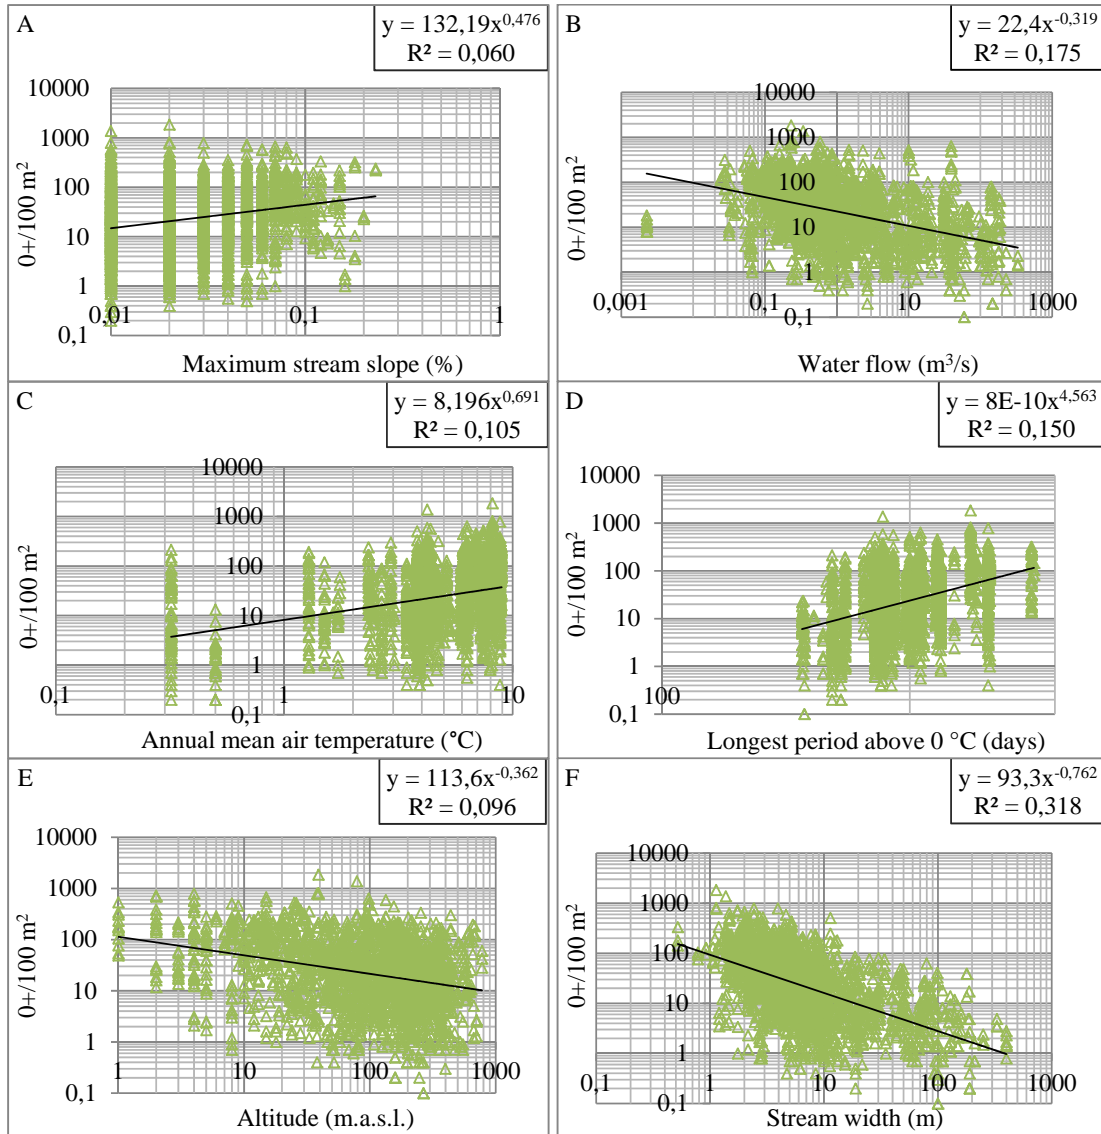 A
y = 132,19x^0,476
R² = 0,060
10000
1000
100
10
1
0,1
0,01
0,1
1
0+/100 m²
Maximum stream slope (%)
B
y = 22,4x^-0,319
R² = 0,175
10000
1000
100
10
1
0,1
0,001
0,1
10
1000
0+/100 m²
Water flow (m³/s)
C
y = 8,196x^0,691
R² = 0,105
10000
1000
100
10
1
0,1
0,1
1
10
0+/100 m²
Annual mean air temperature (°C)
D
y = 8E-10x^4,563
R² = 0,150
10000
1000
100
10
1
0,1
100
0+/100 m²
Longest period above 0 °C (days)
E
y = 113,6x^-0,362
R² = 0,096
10000
1000
100
10
1
0,1
1
10
100
1000
0+/100 m²
Altitude (m.a.s.l.)
F
y = 93,3x^-0,762
R² = 0,318
10000
1000
100
10
1
0,1
0,1
1
10
100
1000
0+/100 m²
Stream width (m)